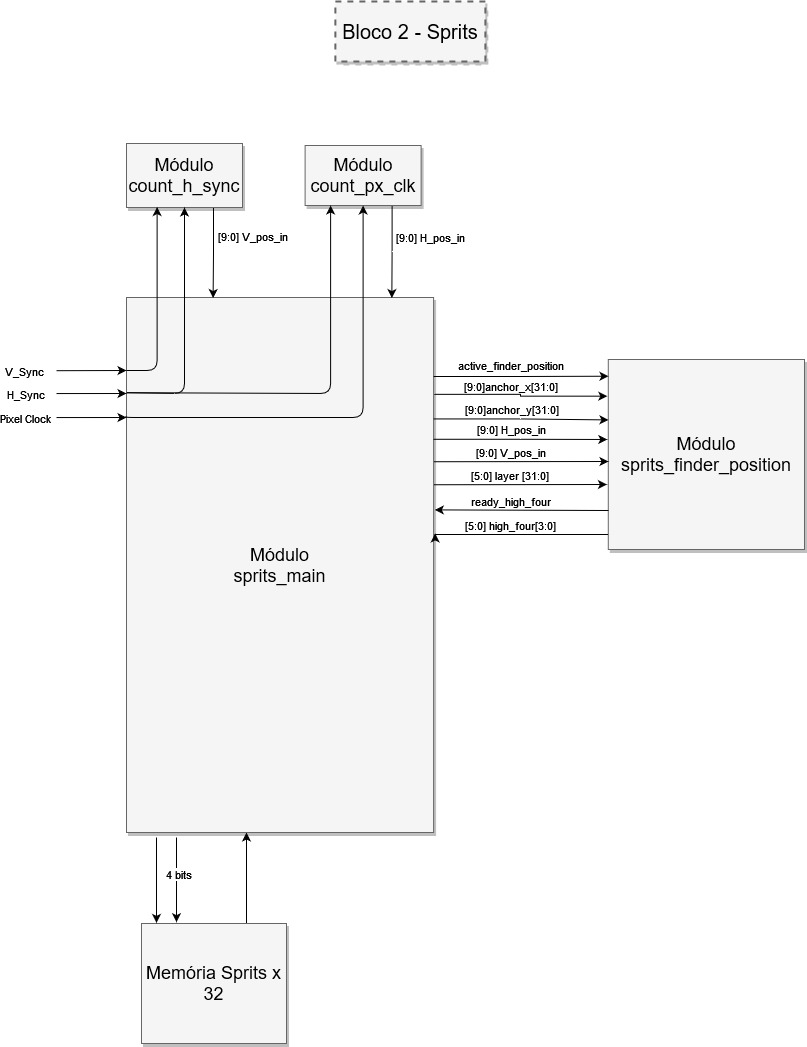 Bloco 2 - Sprits
Módulo
count_h_sync
Módulo
count_px_clk
[9:0] V_pos_in
[9:0] H_pos_in
V_Sync
H_Sync
Pixel Clock
active_finder_position
[9:0]anchor_x[31:0]
[9:0]anchor_y[31:0]
[9:0] H_pos_in
[9:0] V_pos_in
[5:0] layer [31:0]
ready_high_four
[5:0] high_four[3:0]
Módulo
sprits_finder_position
Módulo
sprits_main
4 bits
Memória Sprits x
32